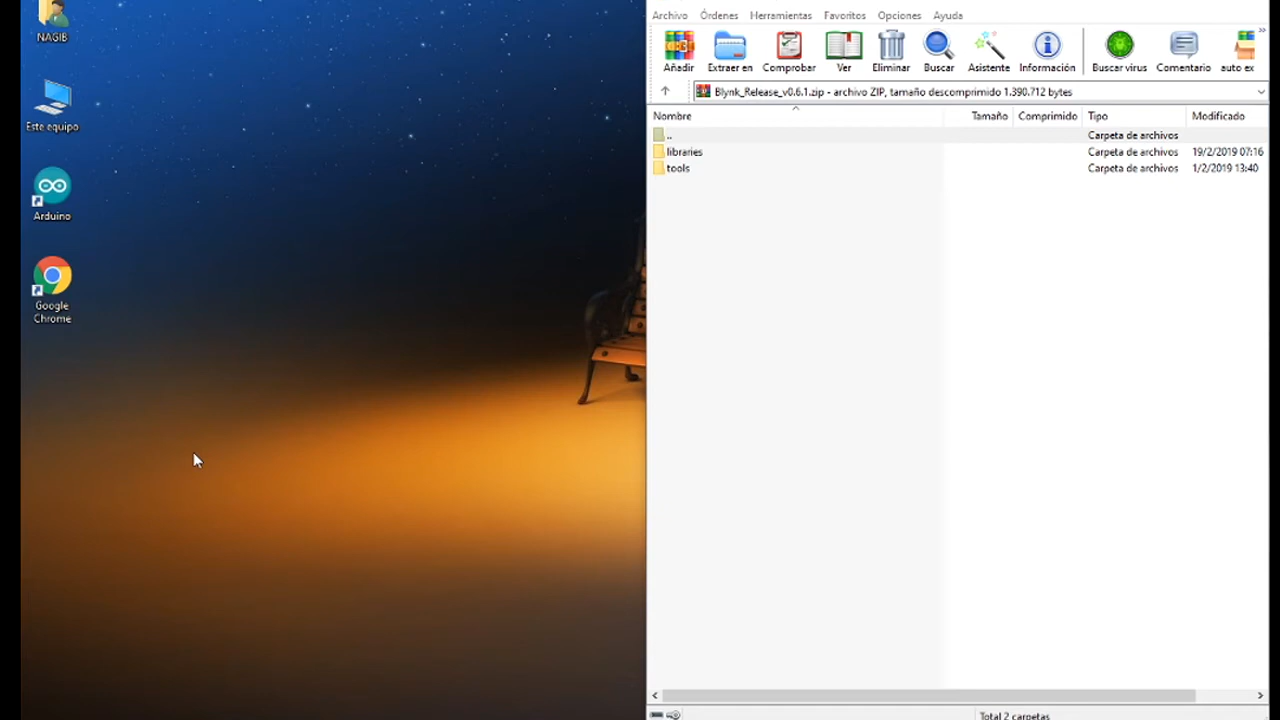 NAGIB
Este equipo
Arduino
Google
Chrome
Archivo Órdenes Herramientas Favoritos Opciones Ayuda
Añadir Extraer en Comprobar Ver Eliminar Buscar Asistente Información Buscar virus Comentario auto ex
Blynk_Release_v0.6.1.zip - archivo ZIP, tamaño descomprimido 1.390.712 bytes
Nombre Tamaño Comprimido Tipo Modificado
.. Carpeta de archivos
libraries Carpeta de archivos 19/2/2019 07:16
tools Carpeta de archivos 1/2/2019 13:40
Total 2 carpetas